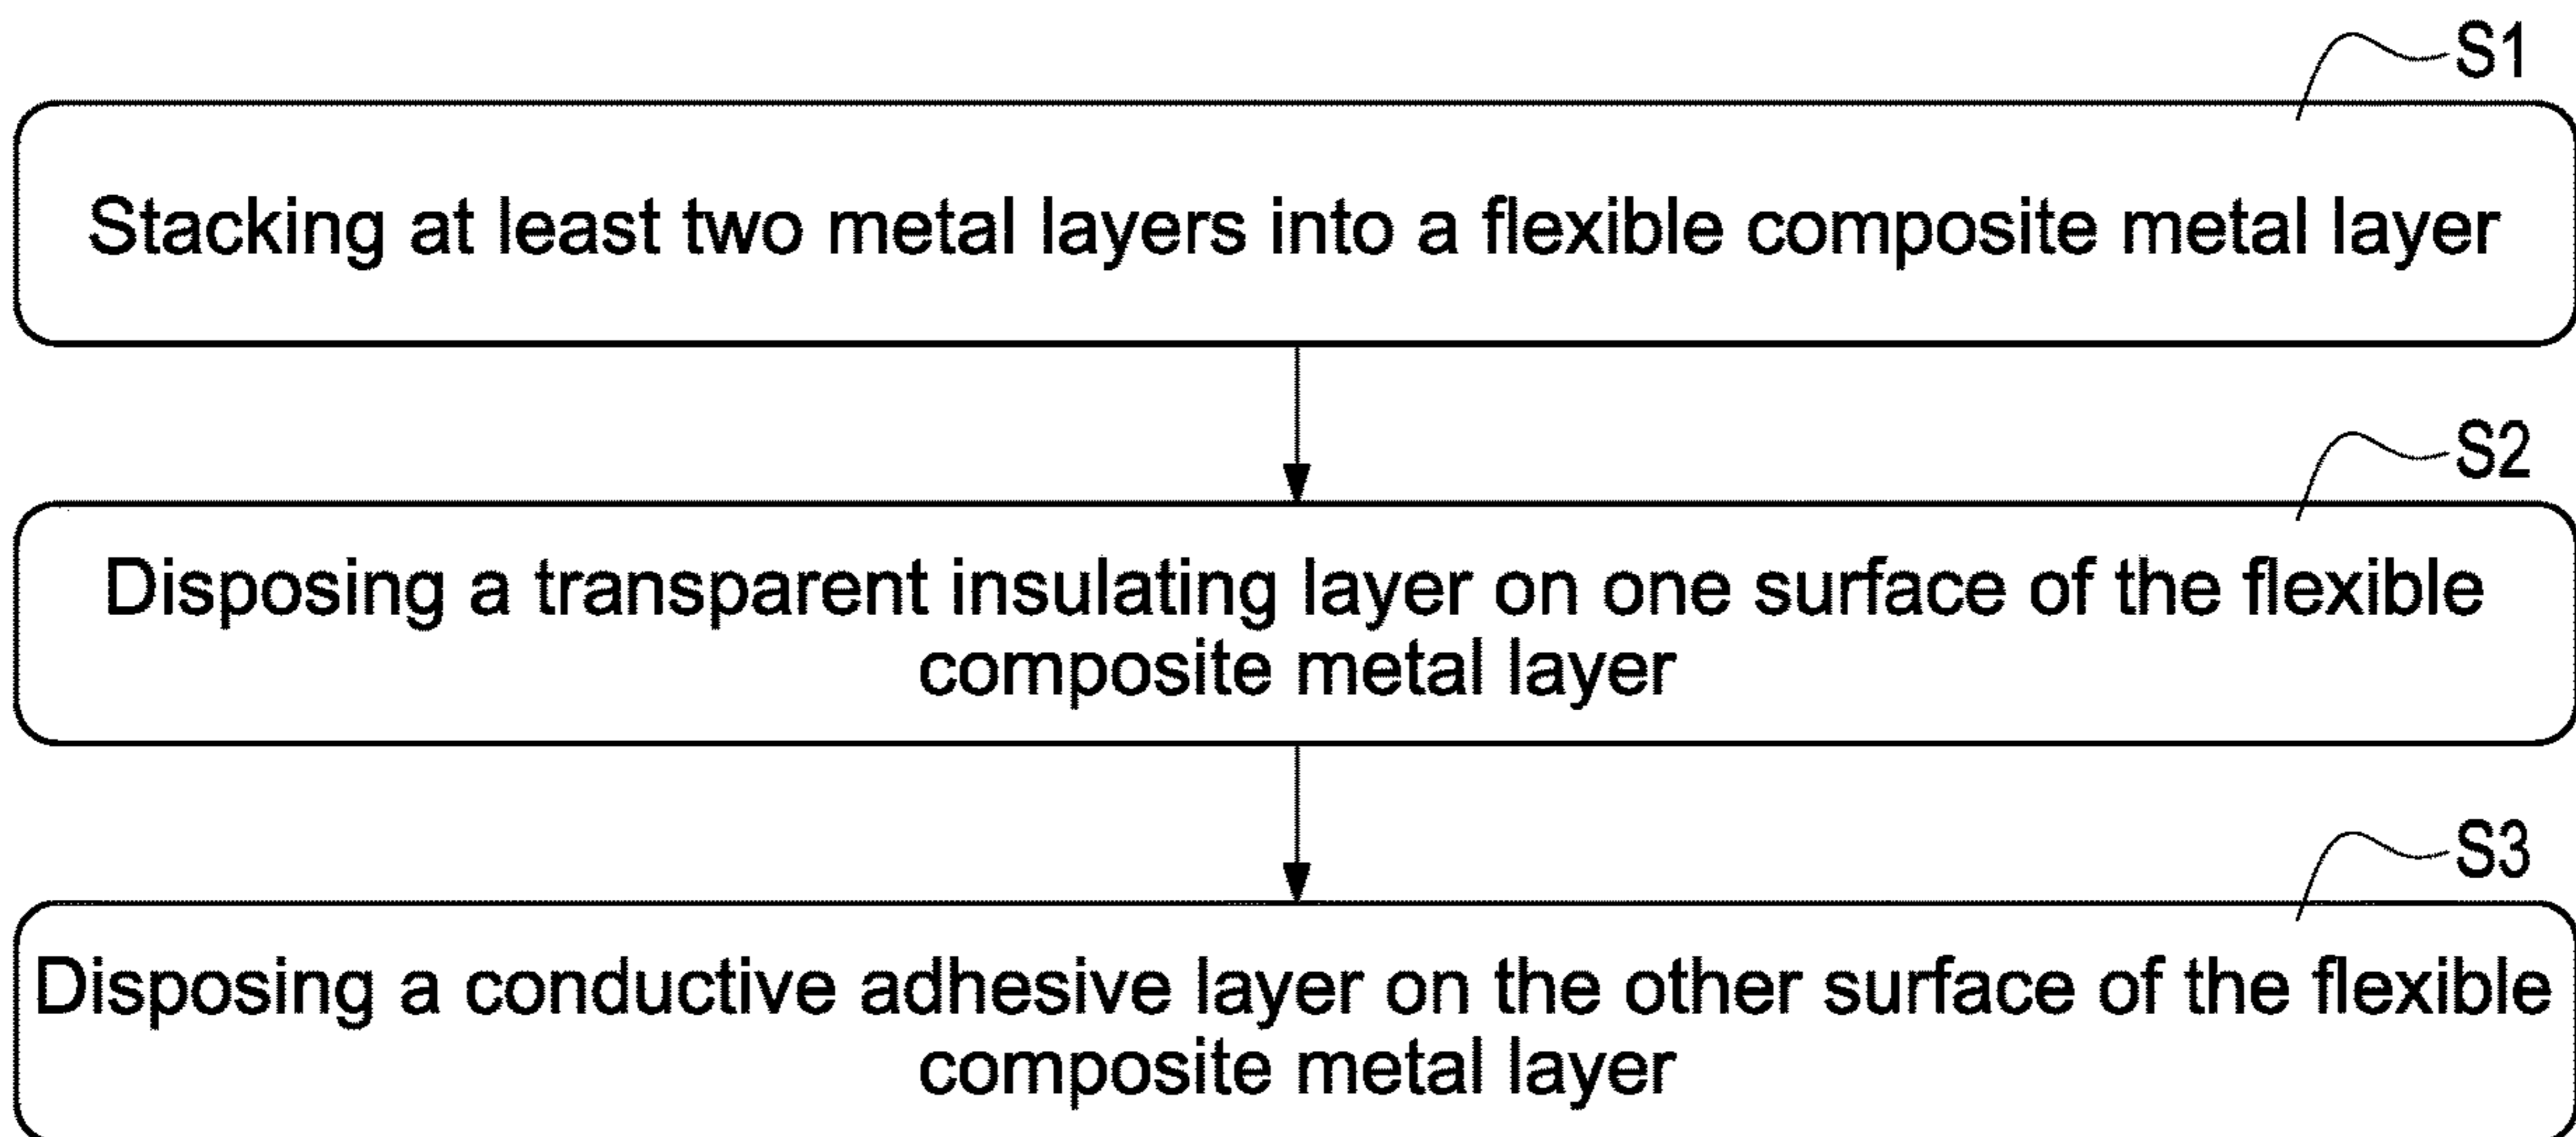 S1
Stacking at least two metal layers into a flexible composite metal layer
S2
Disposing a transparent insulating layer on one surface of the flexible
composite metal layer
S3
Disposing a conductive adhesive layer on the other surface of the flexible
composite metal layer